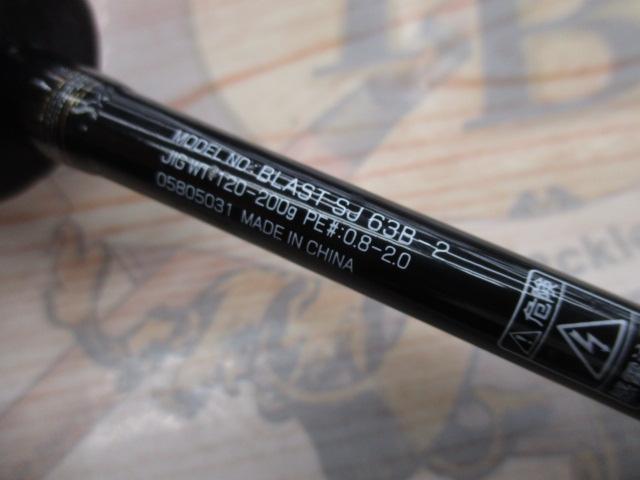 MODEL NO: BLAST SJ 63B-2
JIG WT 120-200g PE#:0.8-2.0
05805031 MADE IN CHINA
危険